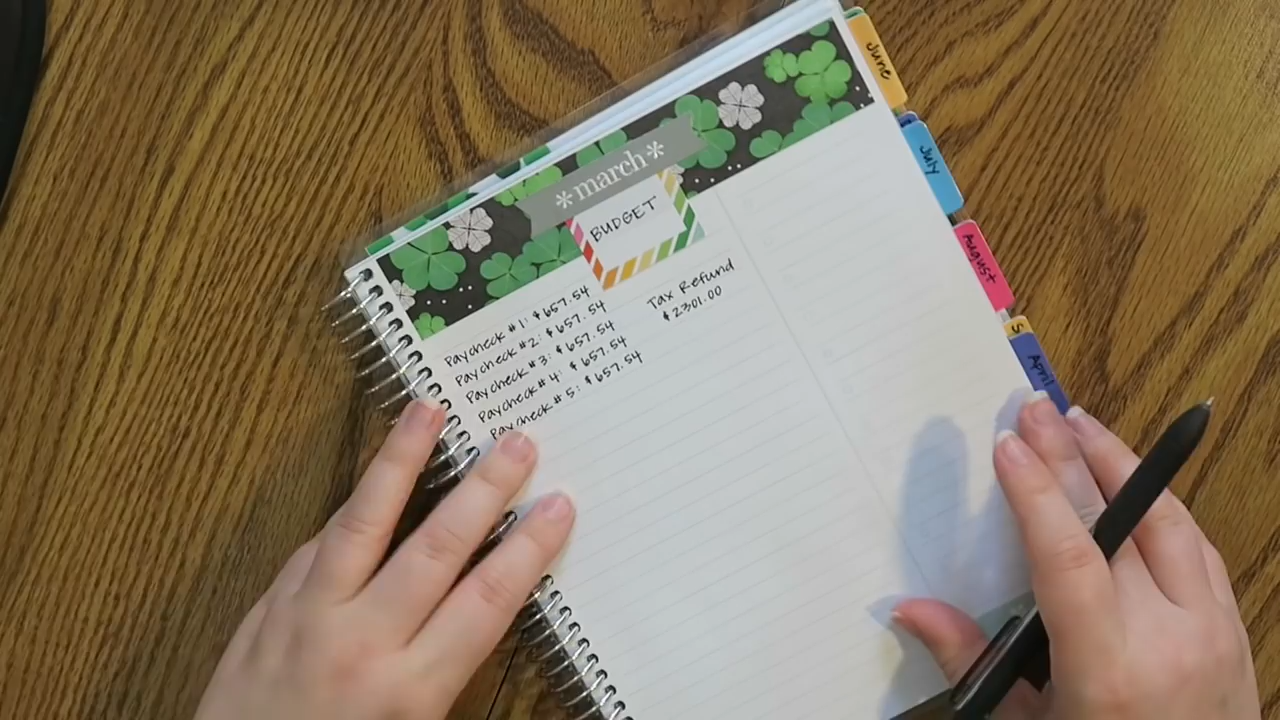 *march*
BUDGET
Paycheck #1: $657.54
Paycheck #2: $657.54
Paycheck #3: $657.54
Paycheck #4: $657.54
Paycheck #5: $657.54
Tax Refund
$2301.00
June
July
August
S
April